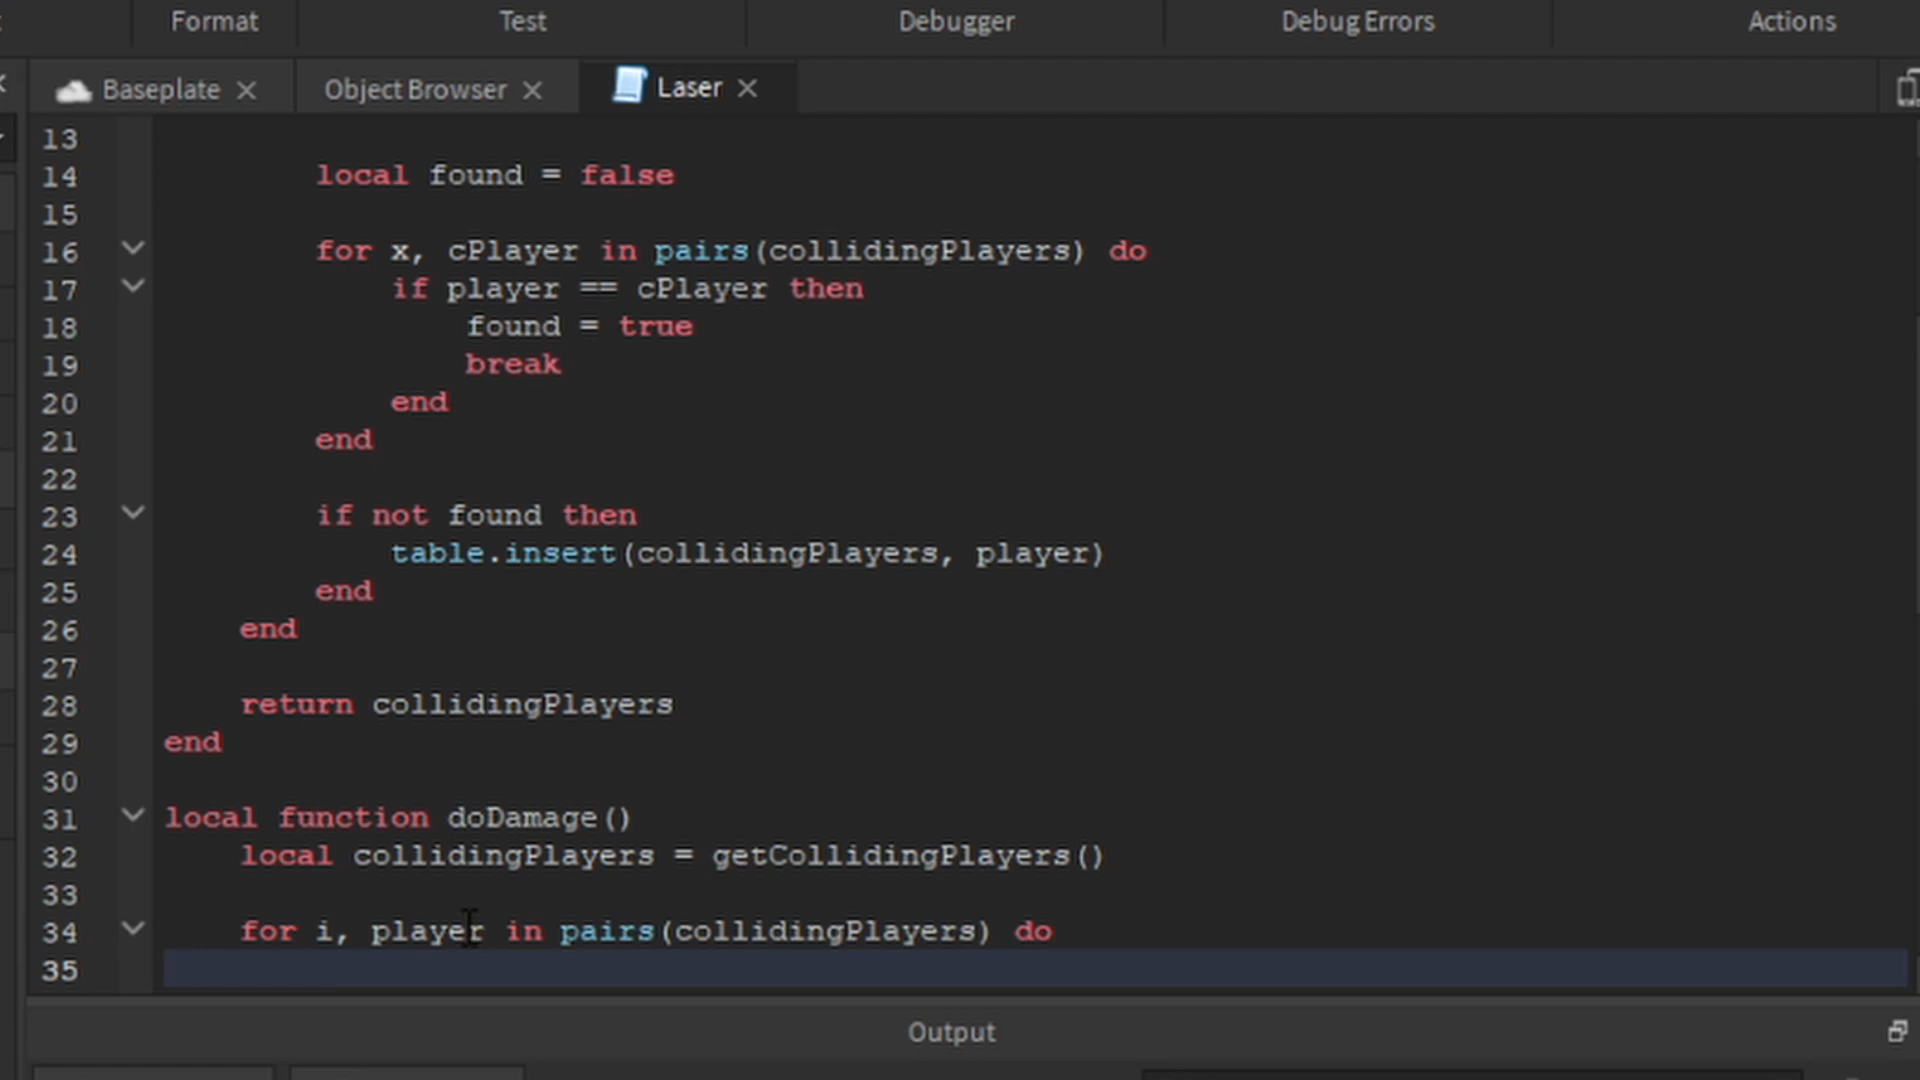 Format Test Debugger Debug Errors Actions
Baseplate Object Browser Laser
13
14 local found = false
15
16 for x, cPlayer in pairs(collidingPlayers) do
17 if player == cPlayer then
18 found = true
19 break
20 end
21 end
22
23 if not found then
24 table.insert(collidingPlayers, player)
25 end
26 end
27
28 return collidingPlayers
29 end
30
31 local function doDamage()
32 local collidingPlayers = getCollidingPlayers()
33
34 for i, player in pairs(collidingPlayers) do
35
Output